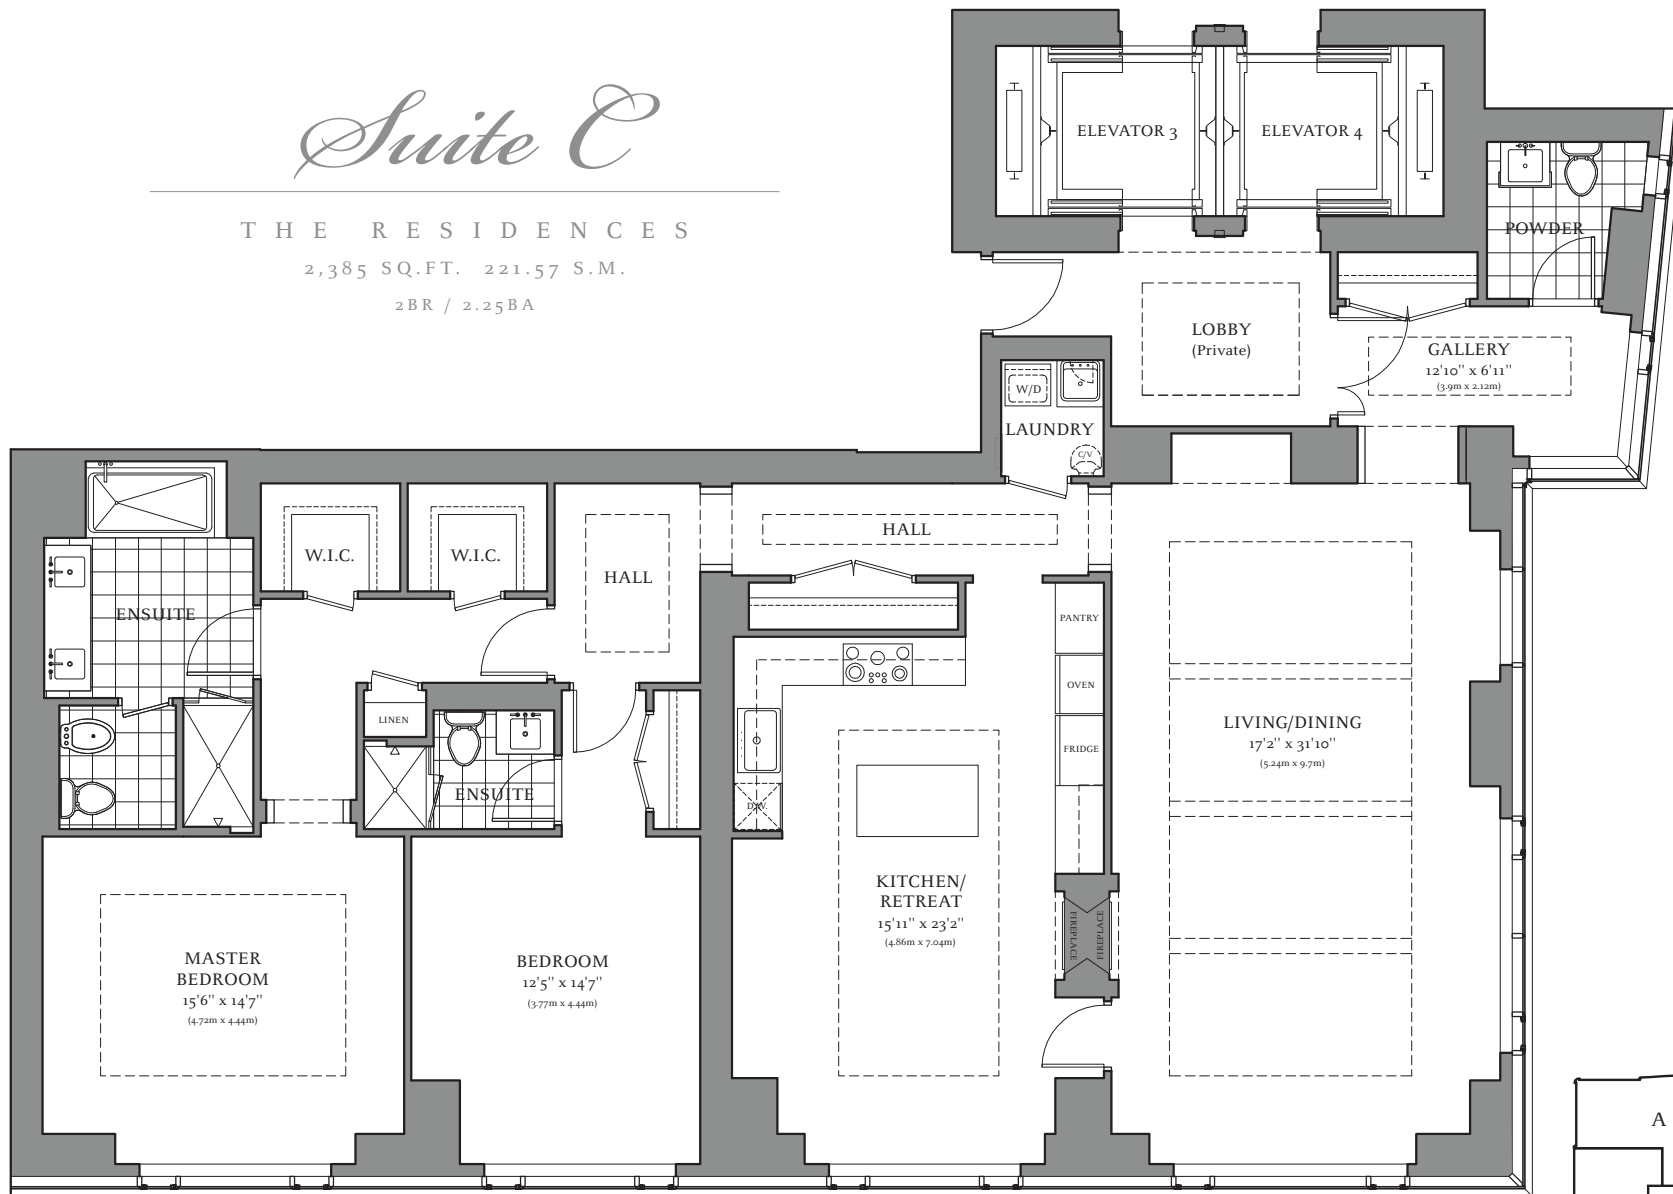 Suite C
THE RESIDENCES
2,385 SQ.FT. 221.57 S.M.
2BR / 2.25BA
ELEVATOR 3
ELEVATOR 4
POWDER
LOBBY
(Private)
GALLERY
12'10'' x 6'11''
(3.9m x 2.12m)
W/D
LAUNDRY
C/V
HALL
W.I.C.
W.I.C.
HALL
ENSUITE
PANTRY
OVEN
FRIDGE
LINEN
ENSUITE
D.W.
LIVING/DINING
17'2'' x 31'10''
(5.24m x 9.7m)
KITCHEN/
RETREAT
15'11'' x 23'2''
(4.86m x 7.04m)
FIREPLACE
FIREPLACE
MASTER
BEDROOM
15'6'' x 14'7''
(4.72m x 4.44m)
BEDROOM
12'5'' x 14'7''
(3.77m x 4.44m)
A